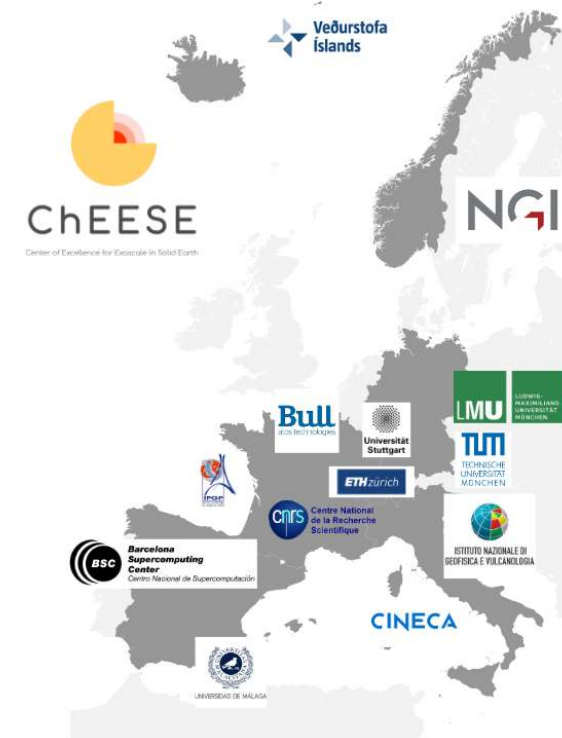 Veðurstofa
Íslands
ChEESE
Center of Excellence for Exascale in Solid Earth
NGI
LMU
LUDWIG-
MAXIMILIANS-
UNIVERSITÄT
MÜNCHEN
Bull
atos technologies
Universität
Stuttgart
TUM
TECHNISCHE
UNIVERSITÄT
MÜNCHEN
ETHzürich
IPGP
cnrs
Centre National
de la Recherche
Scientifique
ISTITUTO NAZIONALE DI
GEOFISICA E VULCANOLOGIA
BSC
Barcelona
Supercomputing
Center
Centro Nacional de Supercomputación
CINECA
UNIVERSIDAD DE MÁLAGA